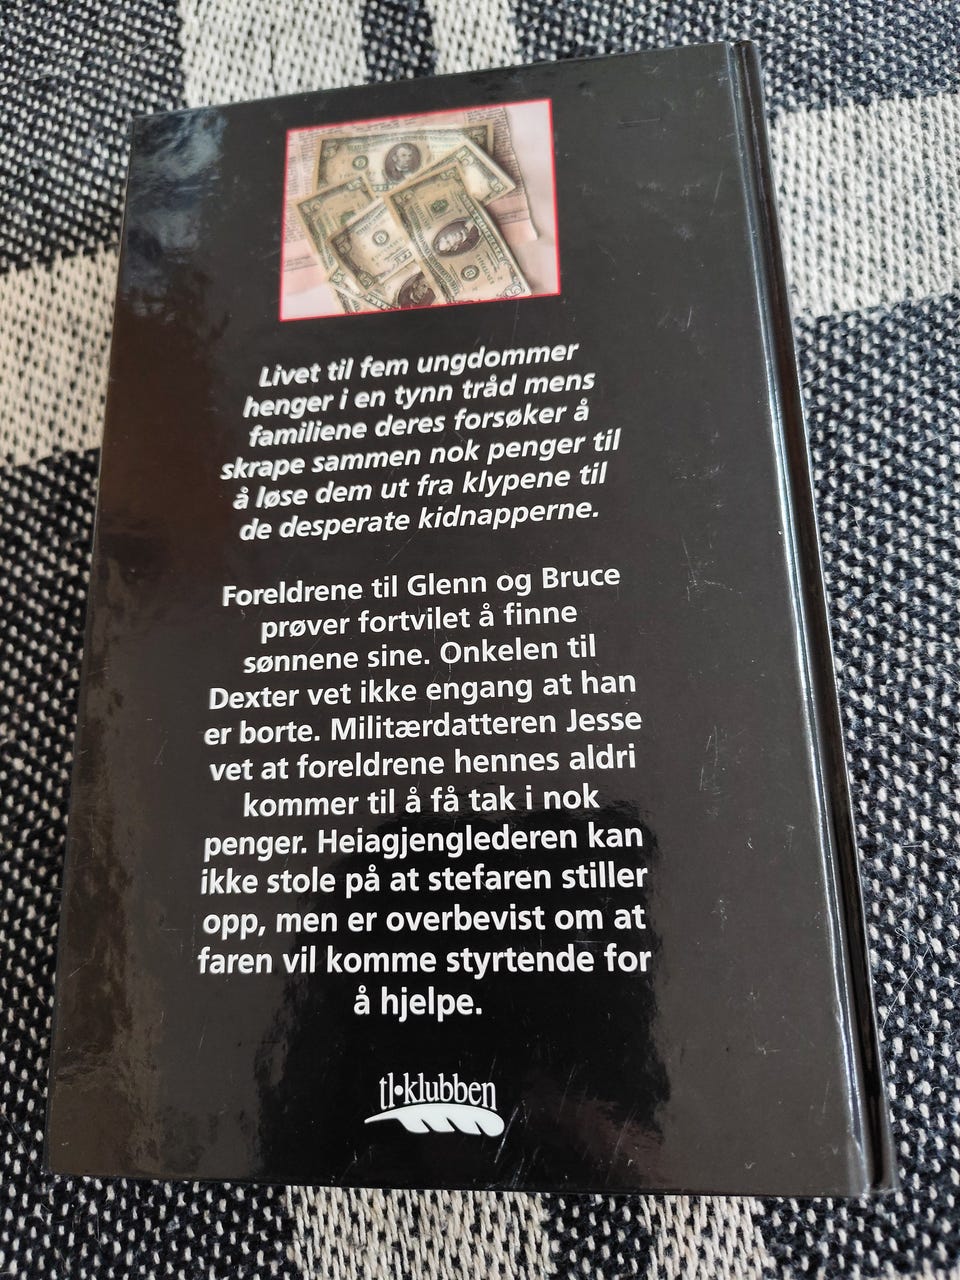 Livet til fem ungdommer
henger i en tynn tråd mens
familiene deres forsøker å
skrape sammen nok penger til
å løse dem ut fra klypene til
de desperate kidnapperne.
Foreldrene til Glenn og Bruce
prøver fortvilet å finne
sønnene sine. Onkelen til
Dexter vet ikke engang at han
er borte. Militærdatteren Jesse
vet at foreldrene hennes aldri
kommer til å få tak i nok
penger. Heiagjenglederen kan
ikke stole på at stefaren stiller
opp, men er overbevist om at
faren vil komme styrtende for
å hjelpe.
tl•klubben